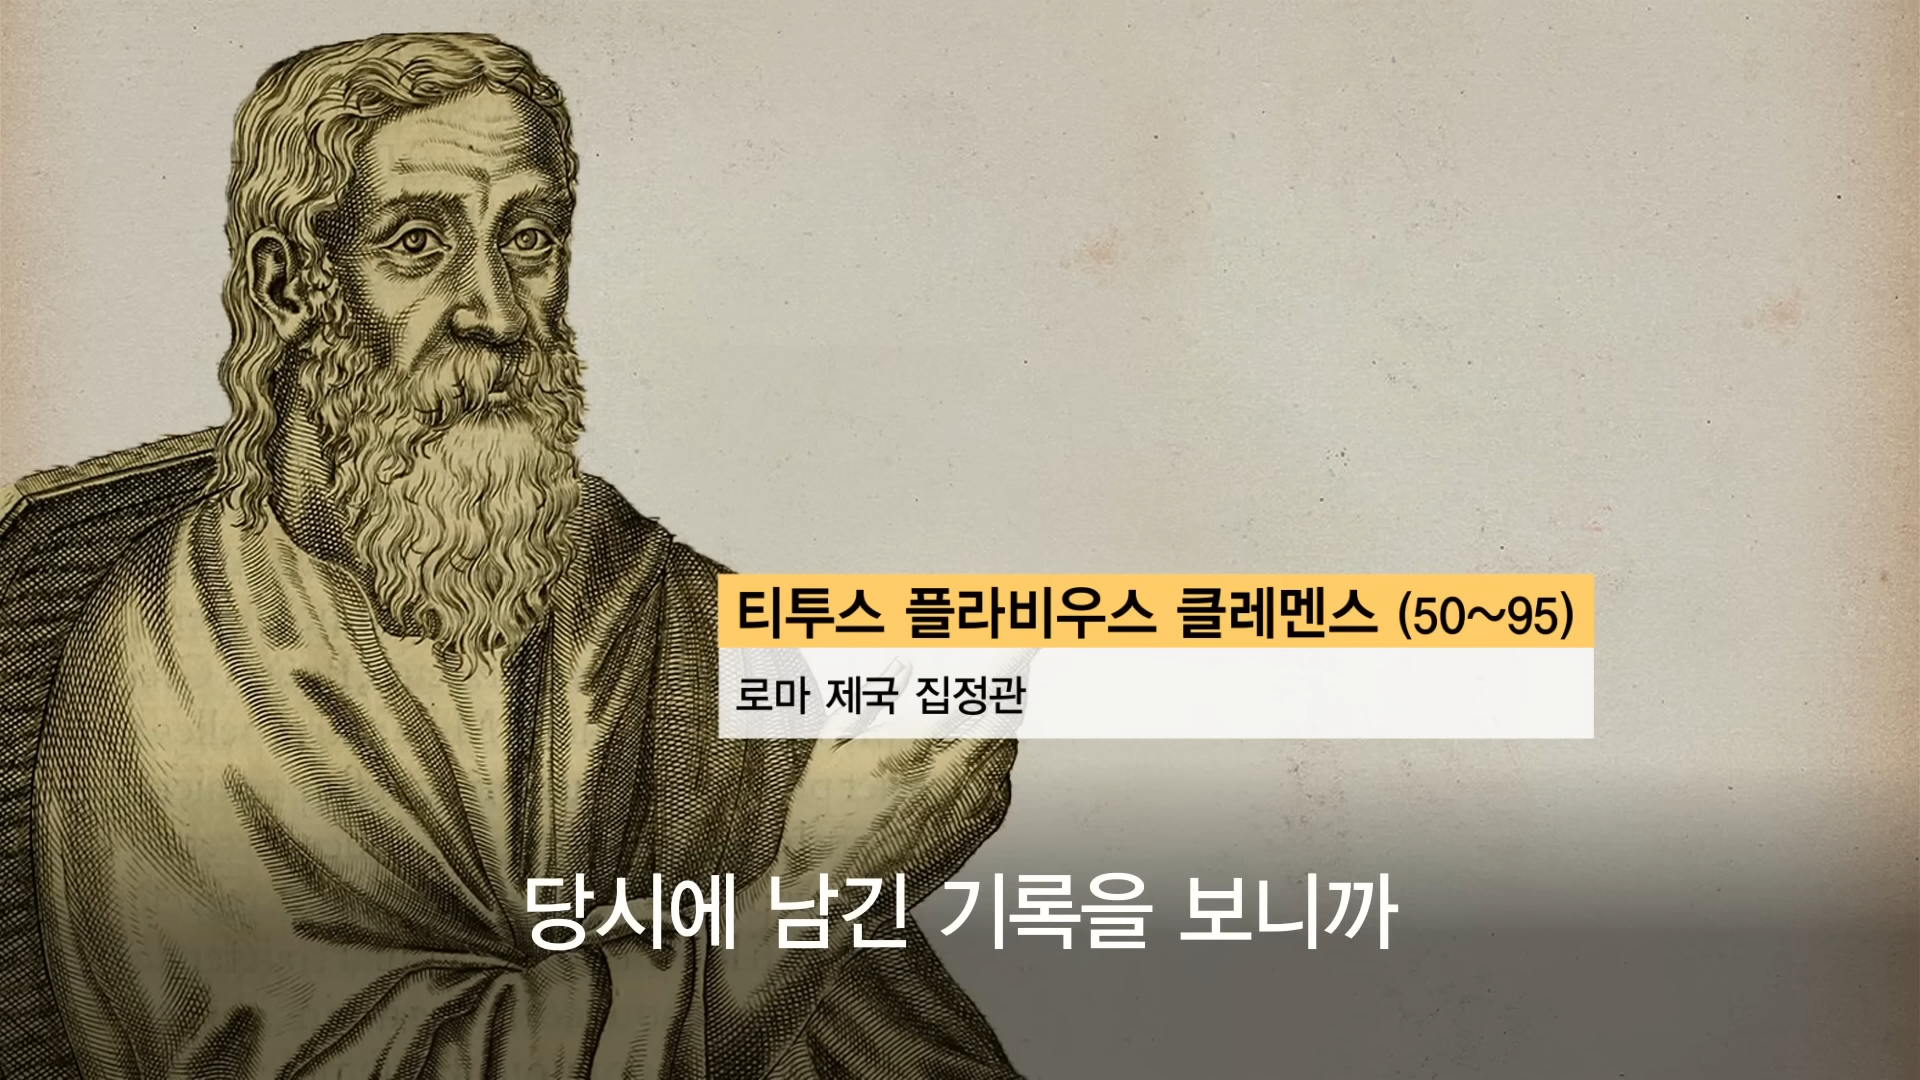 티투스 플라비우스 클레멘스 (50~95)
로마 제국 집정관
당시에 남긴 기록을 보니까